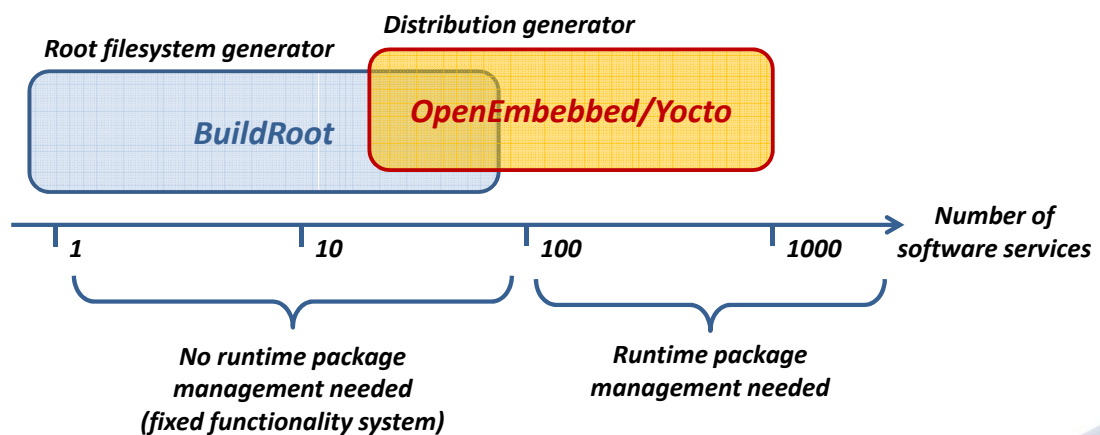 Distribution generator
Root filesystem generator
OpenEmbebbed/Yocto
BuildRoot
Number of
software services
1
10
100
1000
No runtime package
management needed
(fixed functionality system)
Runtime package
management needed